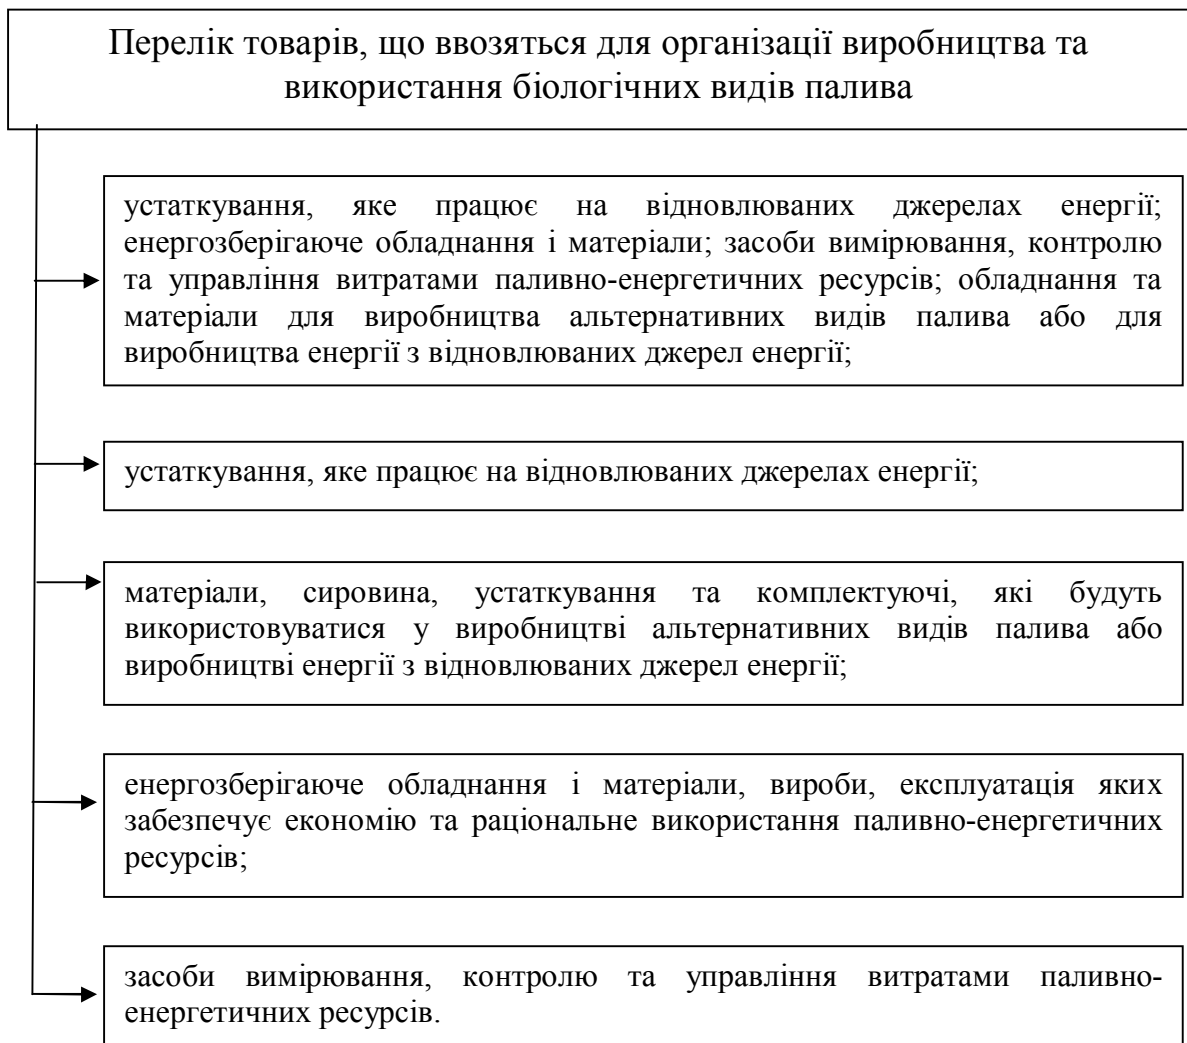 Перелік товарів, що ввозяться для організації виробництва та
використання біологічних видів палива
устаткування, яке працює на відновлюваних джерелах енергії;
енергозберігаюче обладнання і матеріали; засоби вимірювання, контролю
та управління витратами паливно-енергетичних ресурсів; обладнання та
матеріали для виробництва альтернативних видів палива або для
виробництва енергії з відновлюваних джерел енергії;
устаткування, яке працює на відновлюваних джерелах енергії;
матеріали, сировина, устаткування та комплектуючі, які будуть
використовуватися у виробництві альтернативних видів палива або
виробництві енергії з відновлюваних джерел енергії;
енергозберігаюче обладнання і матеріали, вироби, експлуатація яких
забезпечує економію та раціональне використання паливно-енергетичних
ресурсів;
засоби вимірювання, контролю та управління витратами паливно-
енергетичних ресурсів.